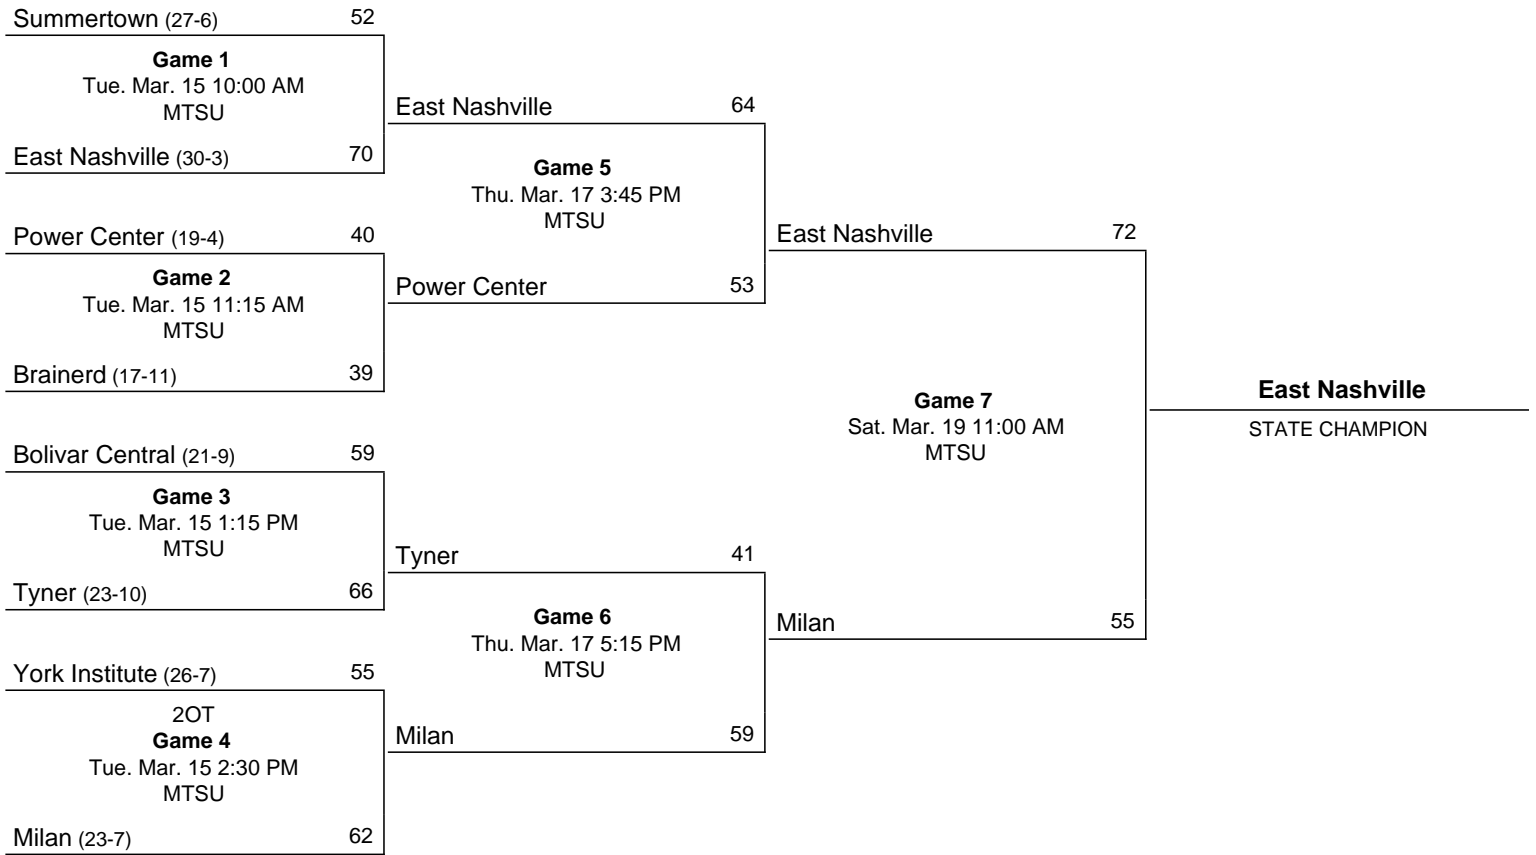 Summertown (27-6) 52
Game 1
Tue. Mar. 15 10:00 AM
MTSU
East Nashville (30-3) 70
Power Center (19-4) 40
Game 2
Tue. Mar. 15 11:15 AM
MTSU
Brainerd (17-11) 39
Bolivar Central (21-9) 59
Game 3
Tue. Mar. 15 1:15 PM
MTSU
Tyner (23-10) 66
York Institute (26-7) 55
2OT
Game 4
Tue. Mar. 15 2:30 PM
MTSU
Milan (23-7) 62
East Nashville 64
Game 5
Thu. Mar. 17 3:45 PM
MTSU
Power Center 53
Tyner 41
Game 6
Thu. Mar. 17 5:15 PM
MTSU
Milan 59
East Nashville 72
Game 7
Sat. Mar. 19 11:00 AM
MTSU
Milan 55
East Nashville
STATE CHAMPION